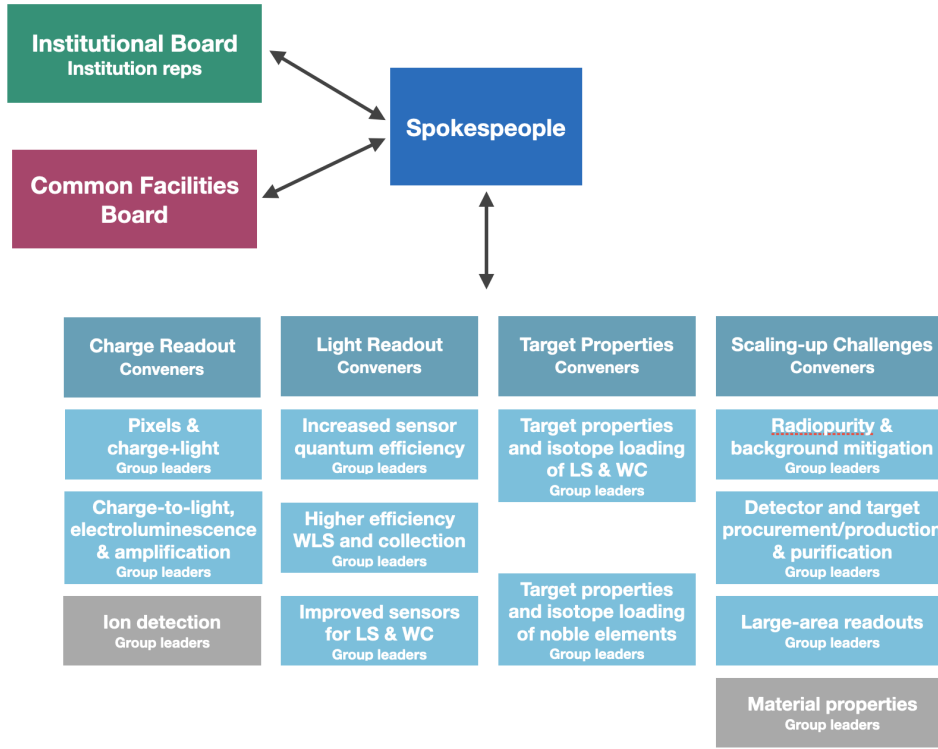 Institutional Board
Institution reps
Spokespeople
Common Facilities
Board
Charge Readout
Conveners
Pixels &
charge+light
Group leaders
Charge-to-light,
electroluminescence
& amplification
Group leaders
Ion detection
Group leaders
Light Readout
Conveners
Increased sensor
quantum efficiency
Group leaders
Higher efficiency
WLS and collection
Group leaders
Improved sensors
for LS & WC
Group leaders
Target Properties
Conveners
Target properties
and isotope loading
of LS & WC
Group leaders
Target properties
and isotope loading
of noble elements
Group leaders
Scaling-up Challenges
Conveners
Radiopurity &
background mitigation
Group leaders
Detector and target
procurement/production
& purification
Group leaders
Large-area readouts
Group leaders
Material properties
Group leaders